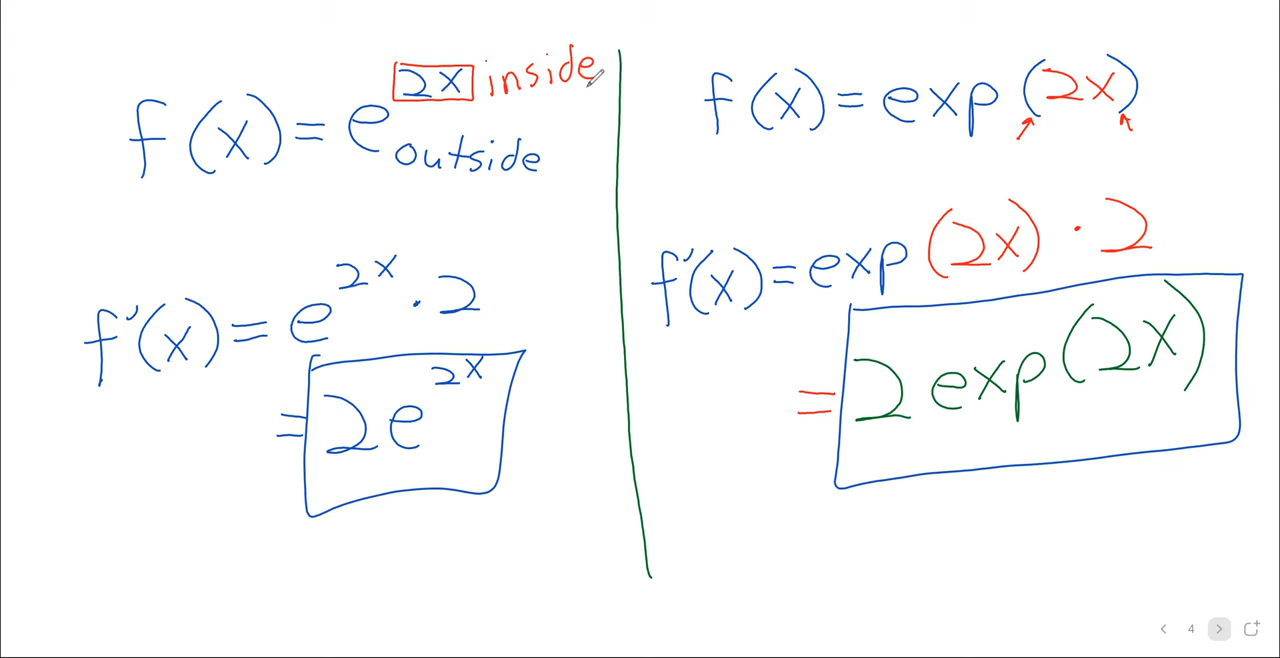 f(x) = e^{2x} inside
outside
f'(x) = e^{2x} · 2
= 2e^{2x}
f(x) = exp(2x)
f'(x) = exp(2x) · 2
= 2 exp(2x)
4